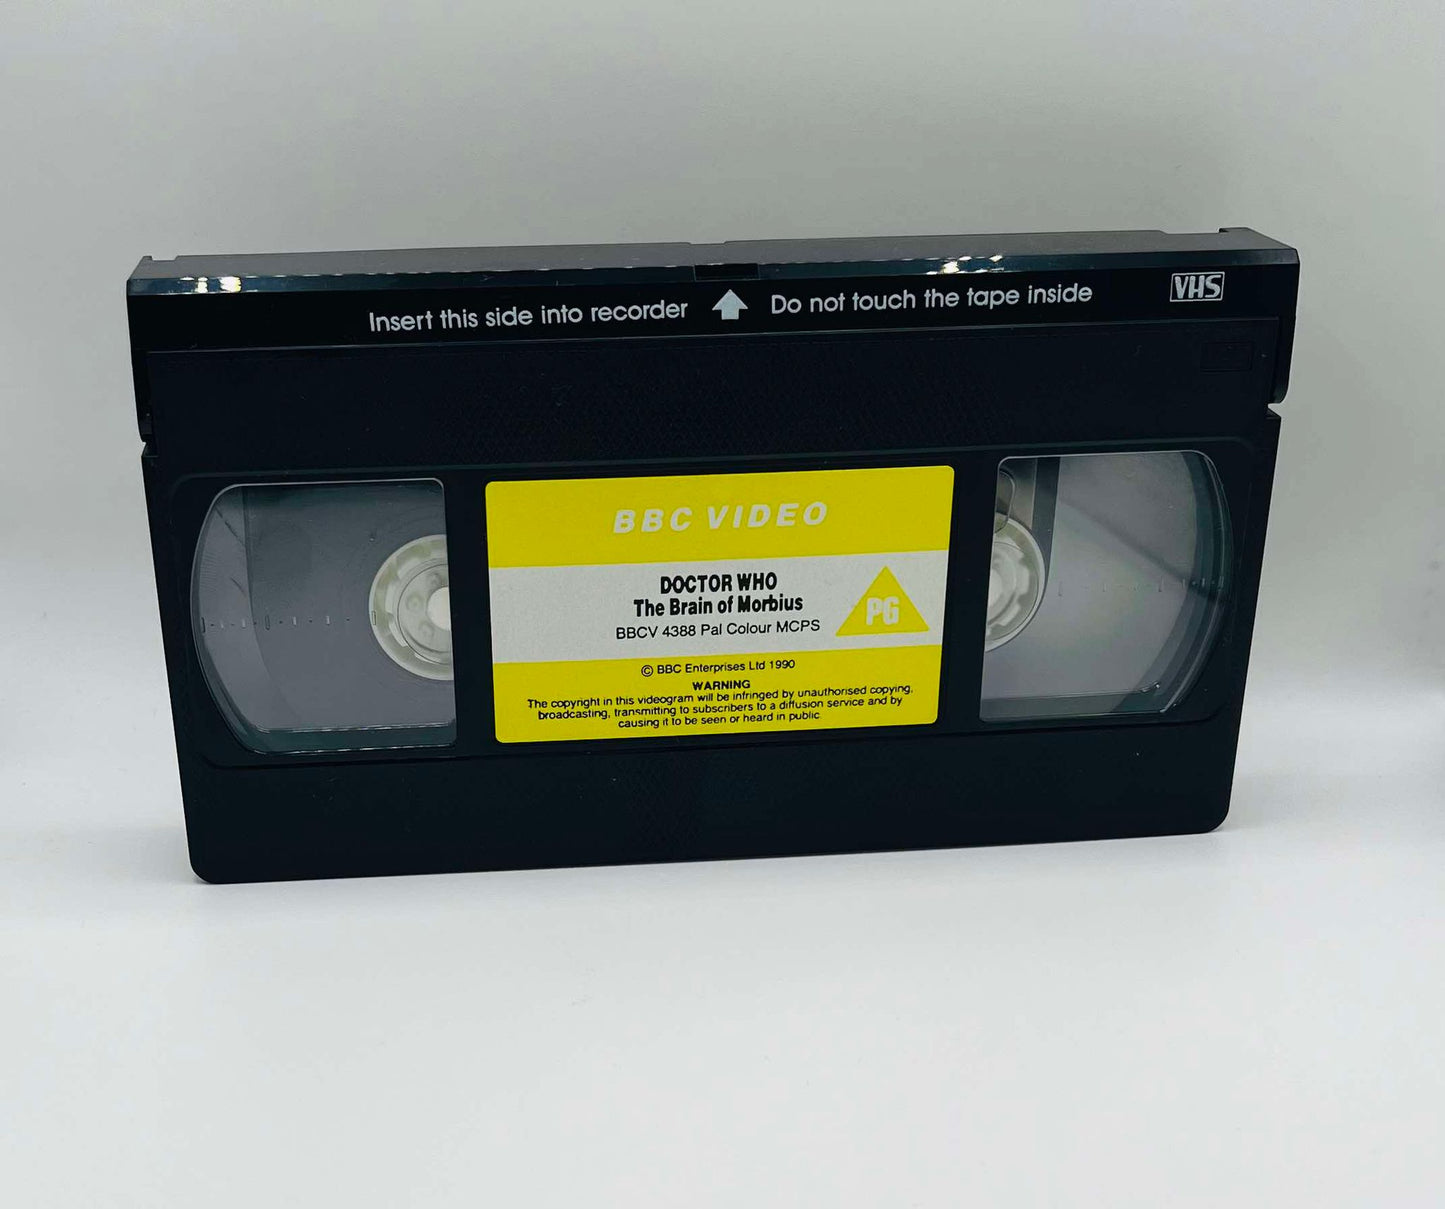 Insert this side into recorder Do not touch the tape inside VHS
BBC VIDEO
DOCTOR WHO
The Brain of Morbius
BBCV 4388 Pal Colour MCPS
PG
© BBC Enterprises Ltd 1990
WARNING
The copyright in this videogram will be infringed by unauthorised copying,
broadcasting, transmitting to subscribers to a diffusion service and by
causing it to be seen or heard in public.